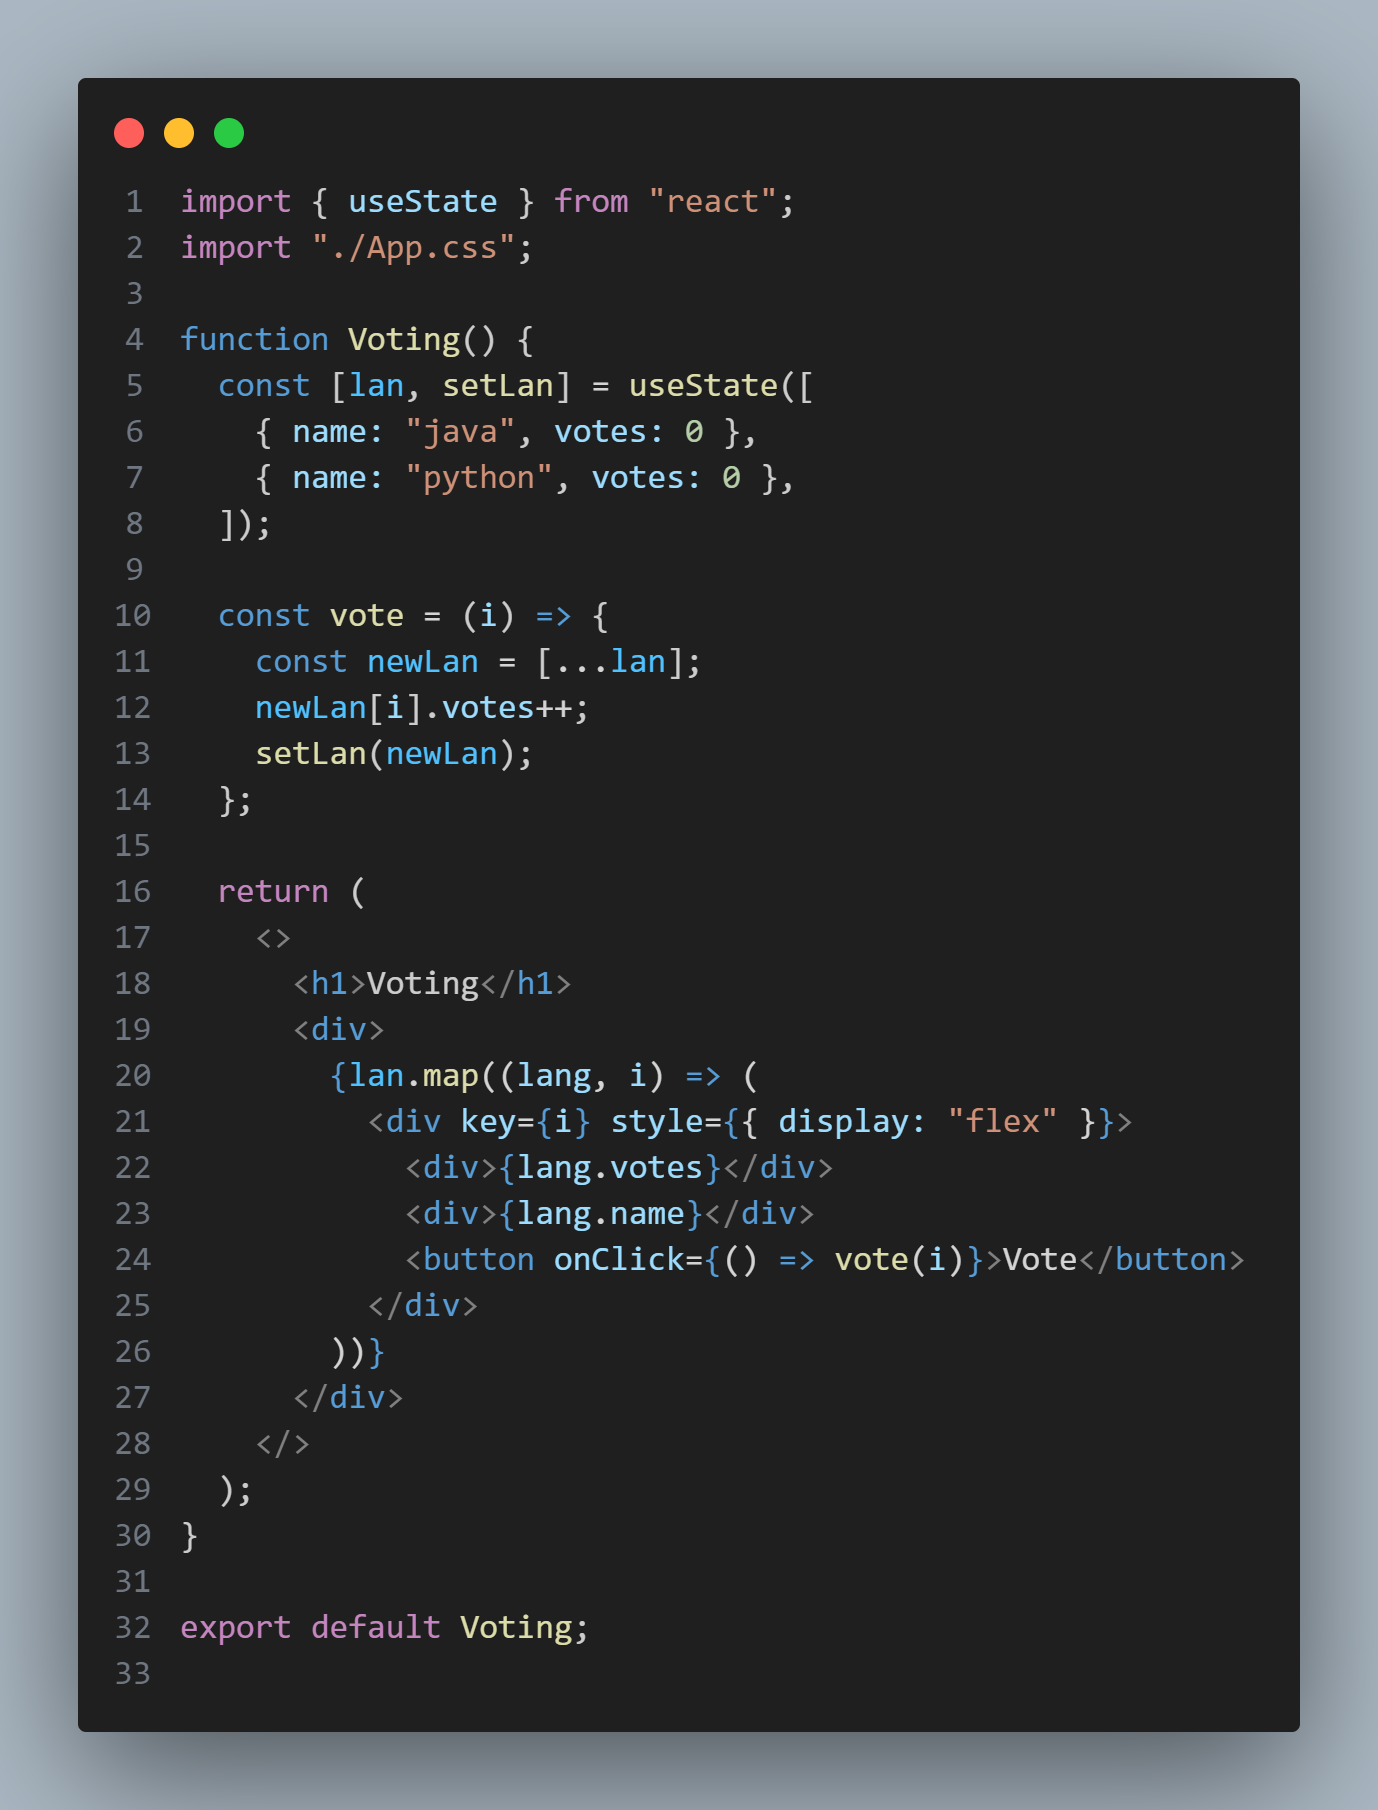 1 import { useState } from "react";
2 import "./App.css";
3
4 function Voting() {
5   const [lan, setLan] = useState([
6     { name: "java", votes: 0 },
7     { name: "python", votes: 0 },
8   ]);
9
10   const vote = (i) => {
11     const newLan = [...lan];
12     newLan[i].votes++;
13     setLan(newLan);
14   };
15
16   return (
17     <>
18       <h1>Voting</h1>
19       <div>
20         {lan.map((lang, i) => (
21           <div key={i} style={{ display: "flex" }}>
22             <div>{lang.votes}</div>
23             <div>{lang.name}</div>
24             <button onClick={() => vote(i)}>Vote</button>
25           </div>
26         ))}
27       </div>
28     </>
29   );
30 }
31
32 export default Voting;
33